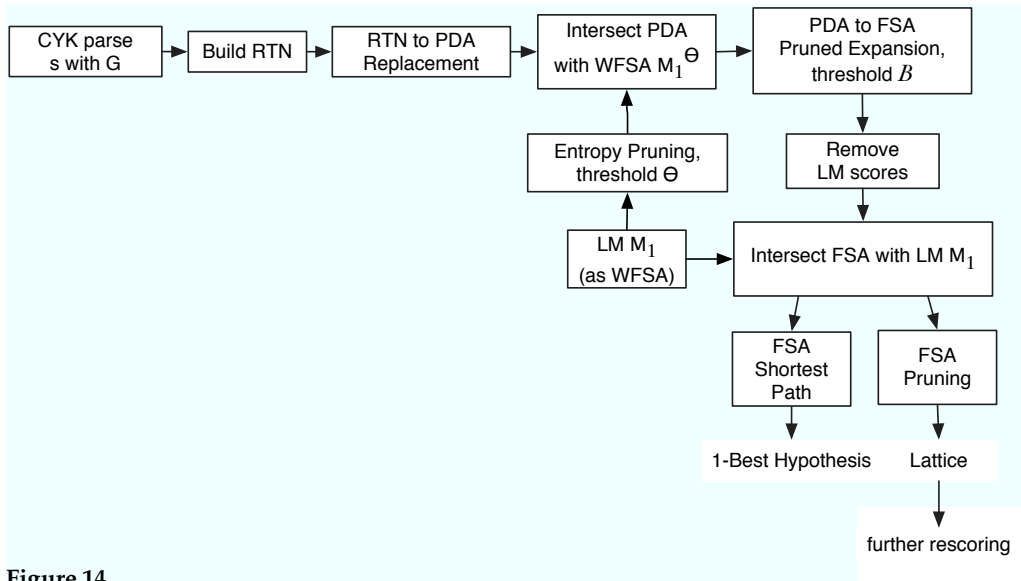 CYK parse
s with G
Build RTN
RTN to PDA
Replacement
Intersect PDA
with WFSA M₁^Θ
PDA to FSA
Pruned Expansion,
threshold B
Entropy Pruning,
threshold Θ
Remove
LM scores
LM M₁
(as WFSA)
Intersect FSA with LM M₁
FSA
Shortest
Path
FSA
Pruning
1-Best Hypothesis
Lattice
further rescoring
Figure 14